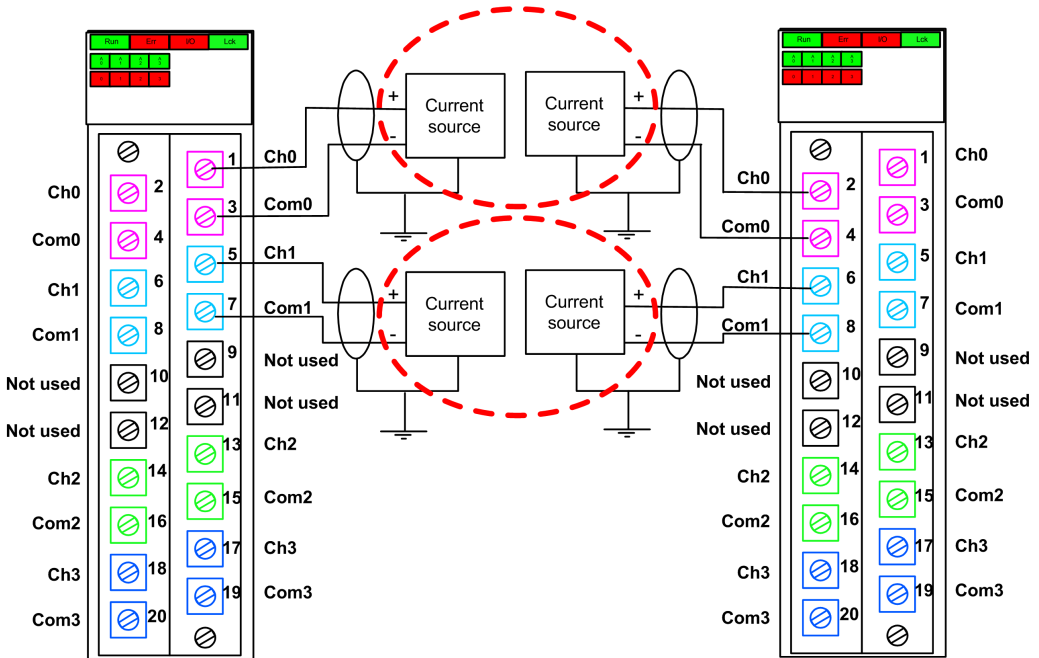 Run Err I/O Lck
Run Err I/O Lck
Ch0
Com0
Ch1
Com1
Not used
Not used
Ch2
Com2
Ch3
Com3
2
4
6
8
10
12
14
16
18
20
1
3
5
7
9
11
13
15
17
19
Ch0
Com0
Ch1
Com1
Not used
Not used
Ch2
Com2
Ch3
Com3
+
-
Current
source
Current
source
+
-
+
-
Current
source
Current
source
+
-
Ch0
Com0
Ch1
Com1
Not used
Not used
Ch2
Com2
Ch3
Com3
2
4
6
8
10
12
14
16
18
20
1
3
5
7
9
11
13
15
17
19
Ch0
Com0
Ch1
Com1
Not used
Not used
Ch2
Com2
Ch3
Com3